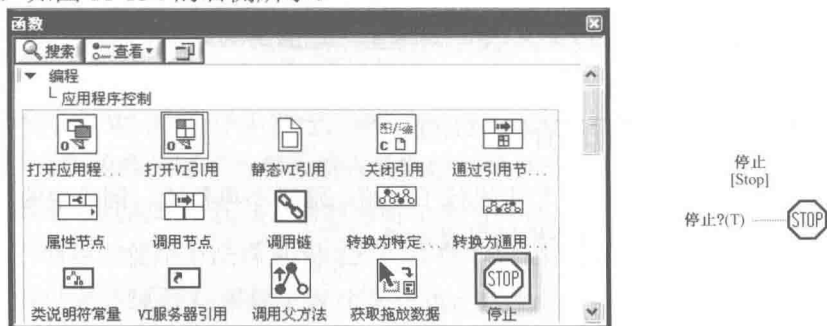 函数
搜索 查看
编程
应用程序控制
打开应用程... 打开VI引用 静态VI引用 关闭引用 通过引用节...
属性节点 调用节点 调用链 转换为特定... 转换为通用...
类说明符常量 VI服务器引用 调用父方法 获取拖放数据 停止
STOP
停止
[Stop]
停止?(T) STOP